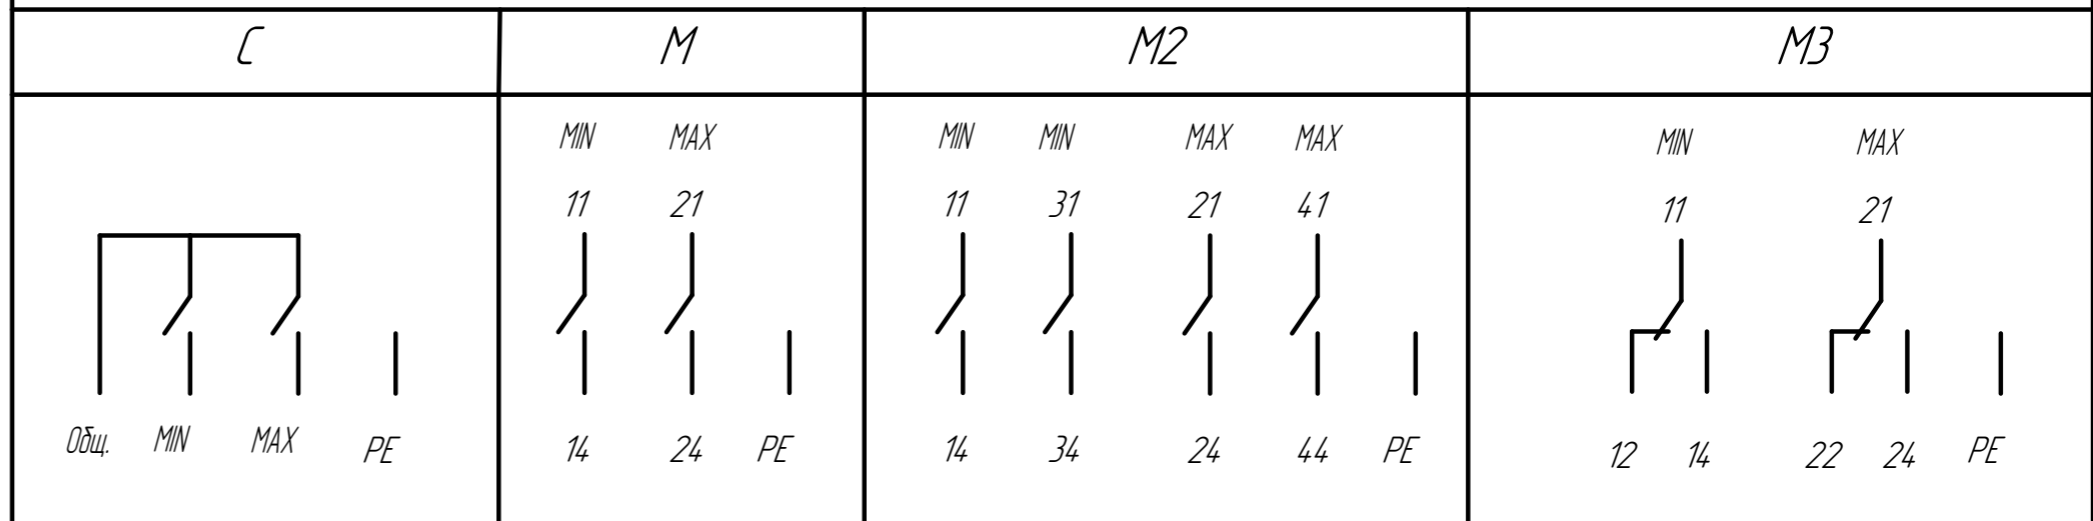 C M M2 M3
MIN MAX MIN MIN MAX MAX MIN MAX
11 21 11 31 21 41 11 21
Общ. MIN MAX PE 14 24 PE 14 34 24 44 PE 12 14 22 24 PE